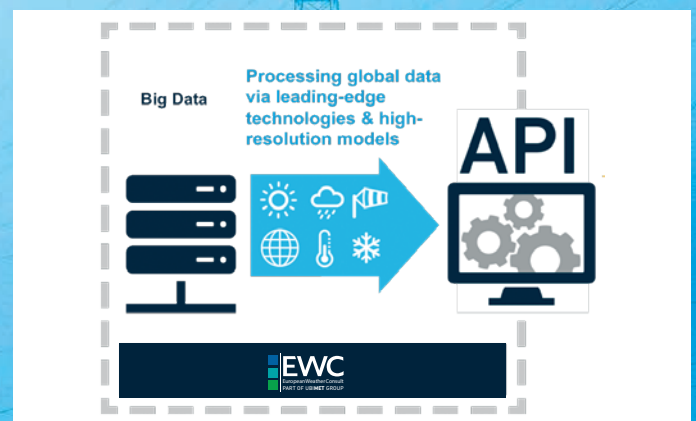 Big Data
Processing global data
via leading-edge
technologies & high-
resolution models
API
EWC
EuropeanWeatherConsult
PART OF UBIMET GROUP